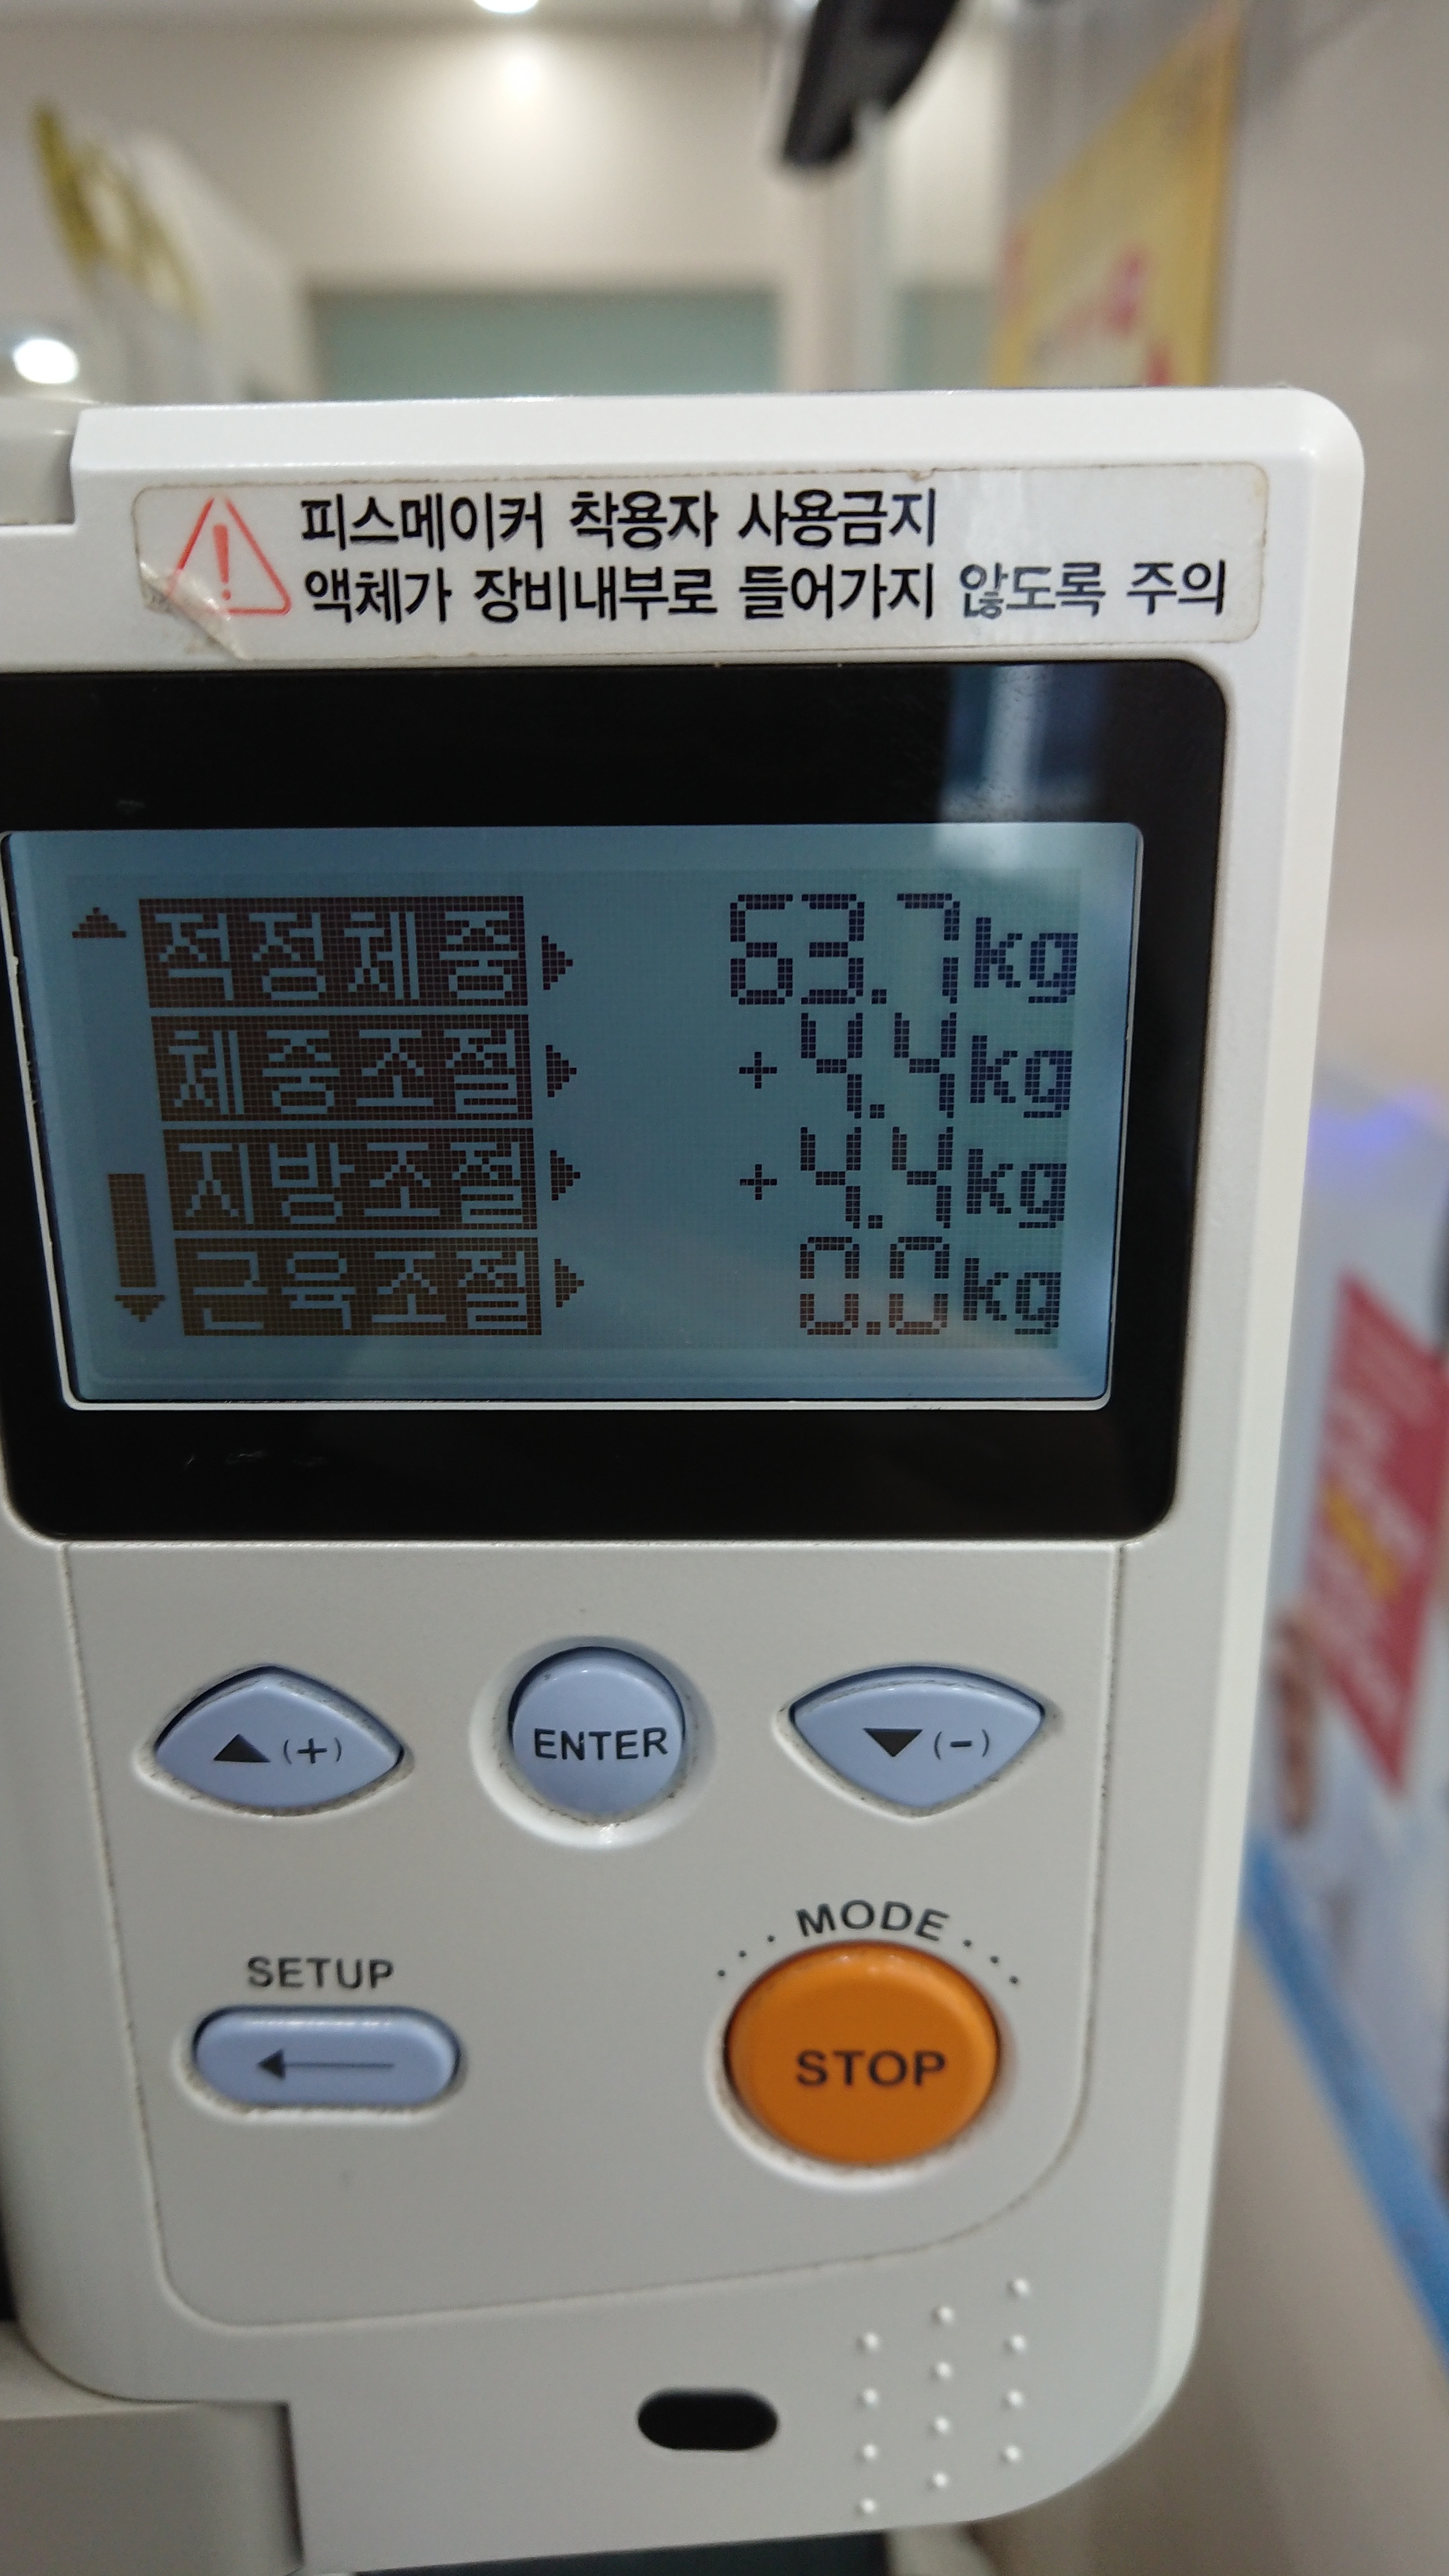 피스메이커 착용자 사용금지
액체가 장비내부로 들어가지 않도록 주의
적정체중 63.7kg
체중조절 +4.4kg
지방조절 +4.4kg
근육조절 0.0kg
(+)
ENTER
(-)
SETUP
MODE
STOP